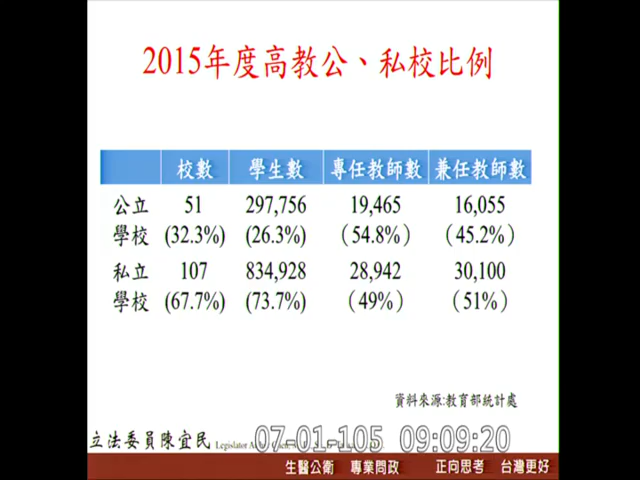 2015年度高教公、私校比例
校數 學生數 專任教師數 兼任教師數
公立 51 297,756 19,465 16,055
學校 (32.3%) (26.3%) (54.8%) (45.2%)
私立 107 834,928 28,942 30,100
學校 (67.7%) (73.7%) (49%) (51%)
資料來源:教育部統計處
立法委員陳宜民 Legislator
07-01-105 09:09:20
生醫公衛 專業問政 正向思考 台灣更好